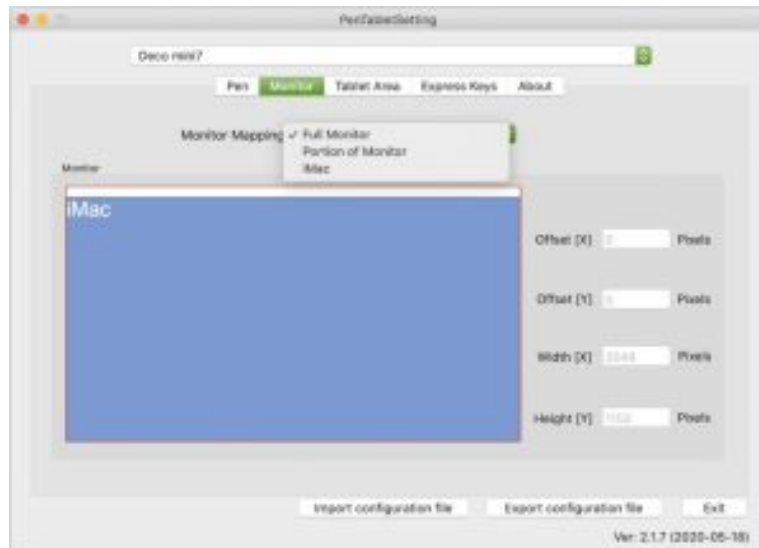 PenTabletSetting
Deco mini7
Pen Monitor Tablet Area Express Keys About
Monitor Mapping ✓ Full Monitor
Portion of Monitor
iMac
Monitor
iMac
Offset [X] Pixels
Offset [Y] Pixels
Width [X] 2048 Pixels
Height [Y] 1152 Pixels
Import configuration file Export configuration file Exit
Ver: 2.1.7 (2020-05-18)